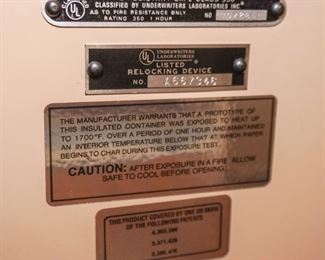 CLASSIFIED BY UNDERWRITERS LABORATORIES INC
AS TO FIRE RESISTANCE ONLY
RATING 350 1 HOUR NO.
UL UNDERWRITERS
LABORATORIES
LISTED
RELOCKING DEVICE
NO. A687346
THE MANUFACTURER WARRANTS THAT A PROTOTYPE OF
THIS INSULATED CONTAINER WAS EXPOSED TO HEAT UP
TO 1700°F. OVER A PERIOD OF ONE HOUR AND MAINTAINED
AN INTERIOR TEMPERATURE BELOW THAT AT WHICH PAPER
BEGINS TO CHAR DURING THIS EXPOSURE TEST.
CAUTION: AFTER EXPOSURE IN A FIRE, ALLOW
SAFE TO COOL BEFORE OPENING.
THIS PRODUCT COVERED BY ONE OR MORE
OF THE FOLLOWING PATENTS